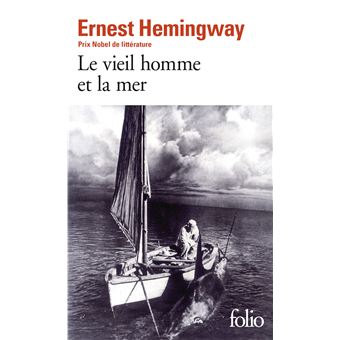 Ernest Hemingway
Prix Nobel de littérature
Le vieil homme
et la mer
folio